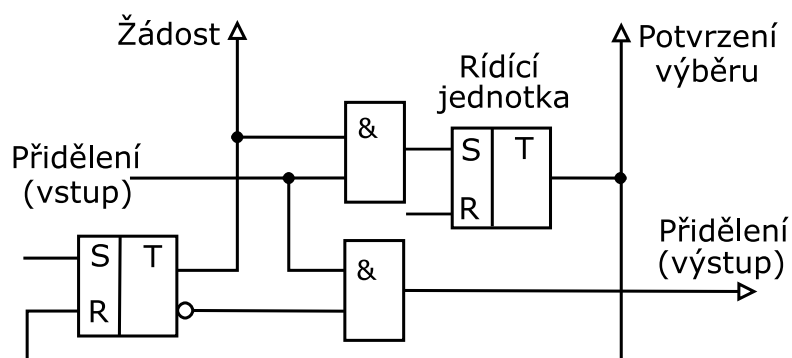 Žádost
Potvrzení
výběru
Rídící
jednotka
&
S T
R
Přidělení
(vstup)
Přidělení
(výstup)
S T
R
&